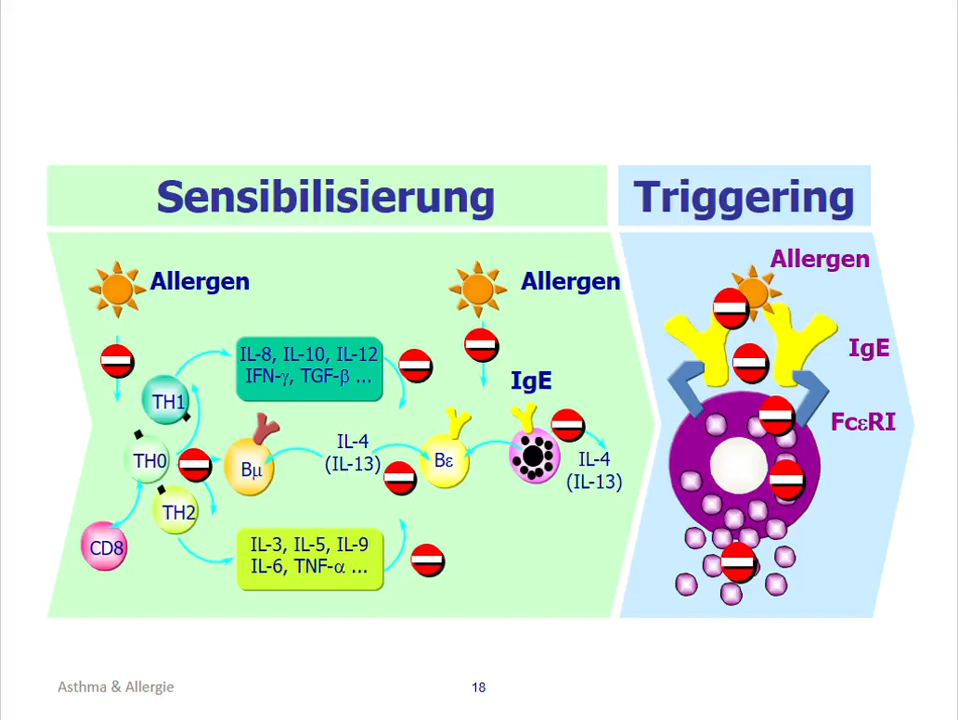 Sensibilisierung
Triggering
Allergen
Allergen
Allergen
IL-8, IL-10, IL-12
IFN-γ, TGF-β ...
IgE
IgE
TH1
FcεRI
TH0
Bμ
IL-4
(IL-13)
Bε
IL-4
(IL-13)
TH2
CD8
IL-3, IL-5, IL-9
IL-6, TNF-α ...
Asthma & Allergie
18